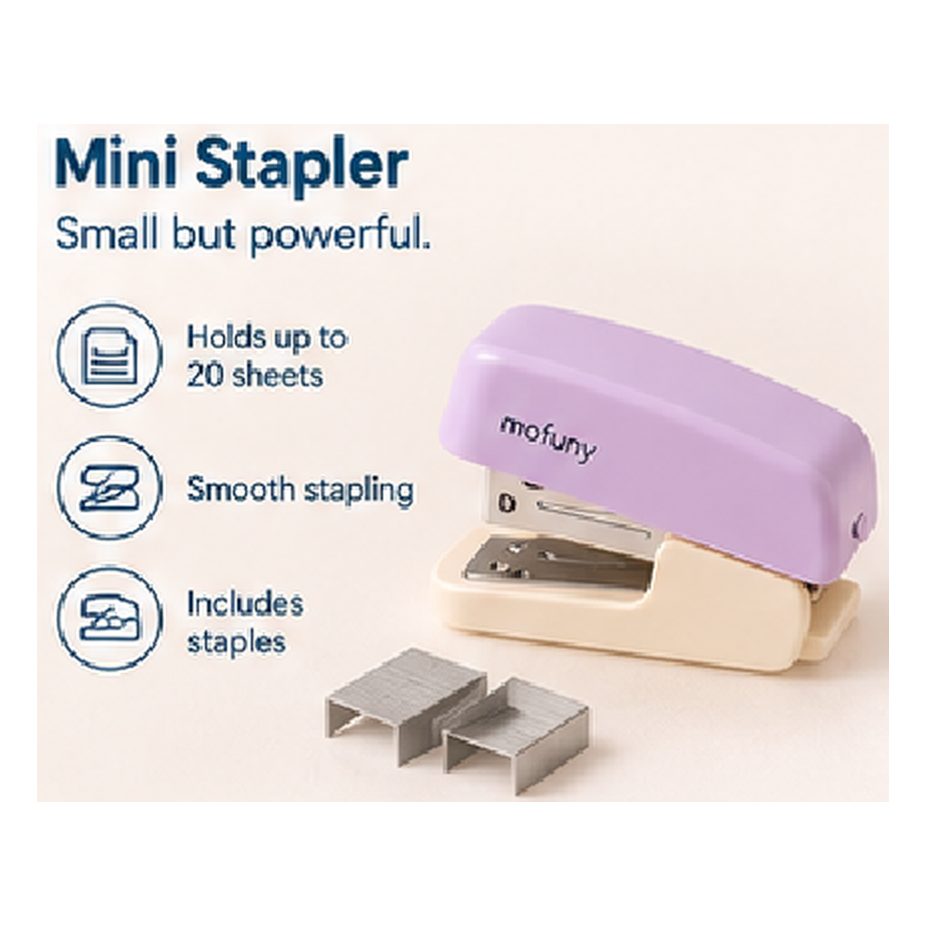 Mini Stapler
Small but powerful.
Holds up to
20 sheets
Smooth stapling
Includes
staples
mofuny